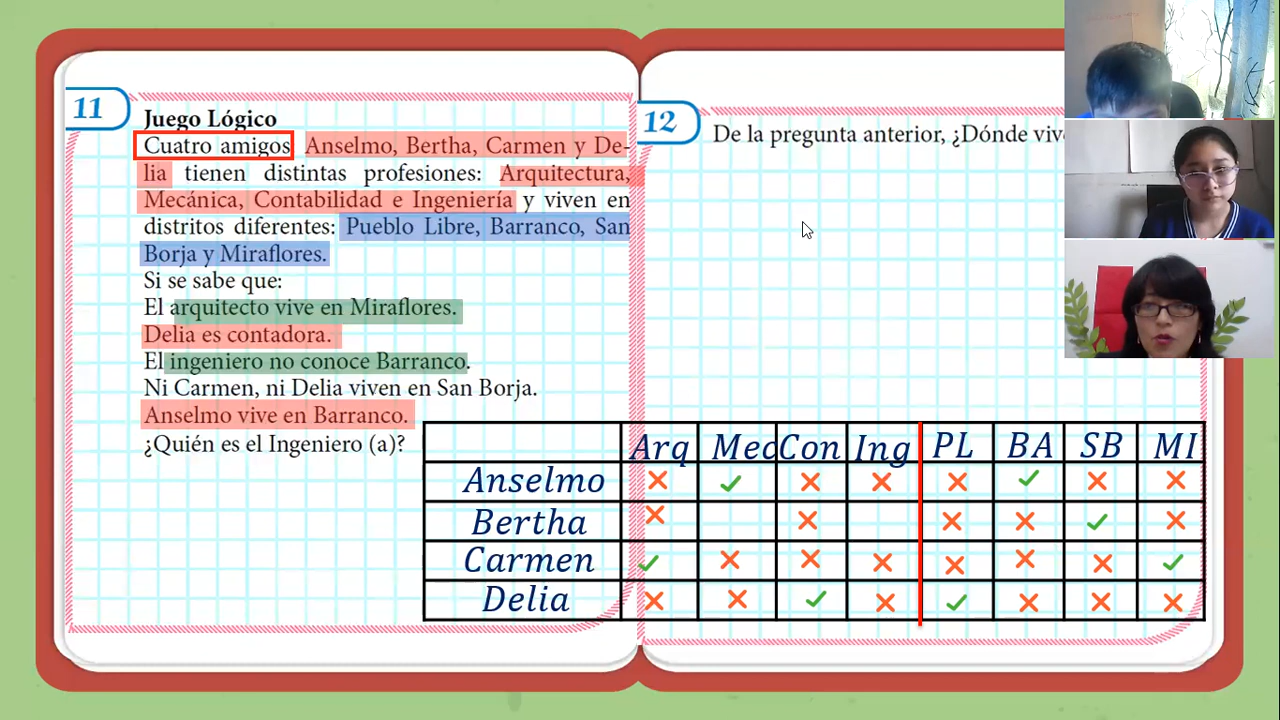 11
Juego Lógico
Cuatro amigos Anselmo, Bertha, Carmen y De-
lia tienen distintas profesiones: Arquitectura,
Mecánica, Contabilidad e Ingeniería y viven en
distritos diferentes: Pueblo Libre, Barranco, San
Borja y Miraflores.
Si se sabe que:
El arquitecto vive en Miraflores.
Delia es contadora.
El ingeniero no conoce Barranco.
Ni Carmen, ni Delia viven en San Borja.
Anselmo vive en Barranco.
¿Quién es el Ingeniero (a)?
12
De la pregunta anterior, ¿Dónde viv
Arq Mec Con Ing PL BA SB MI
Anselmo
Bertha
Carmen
Delia